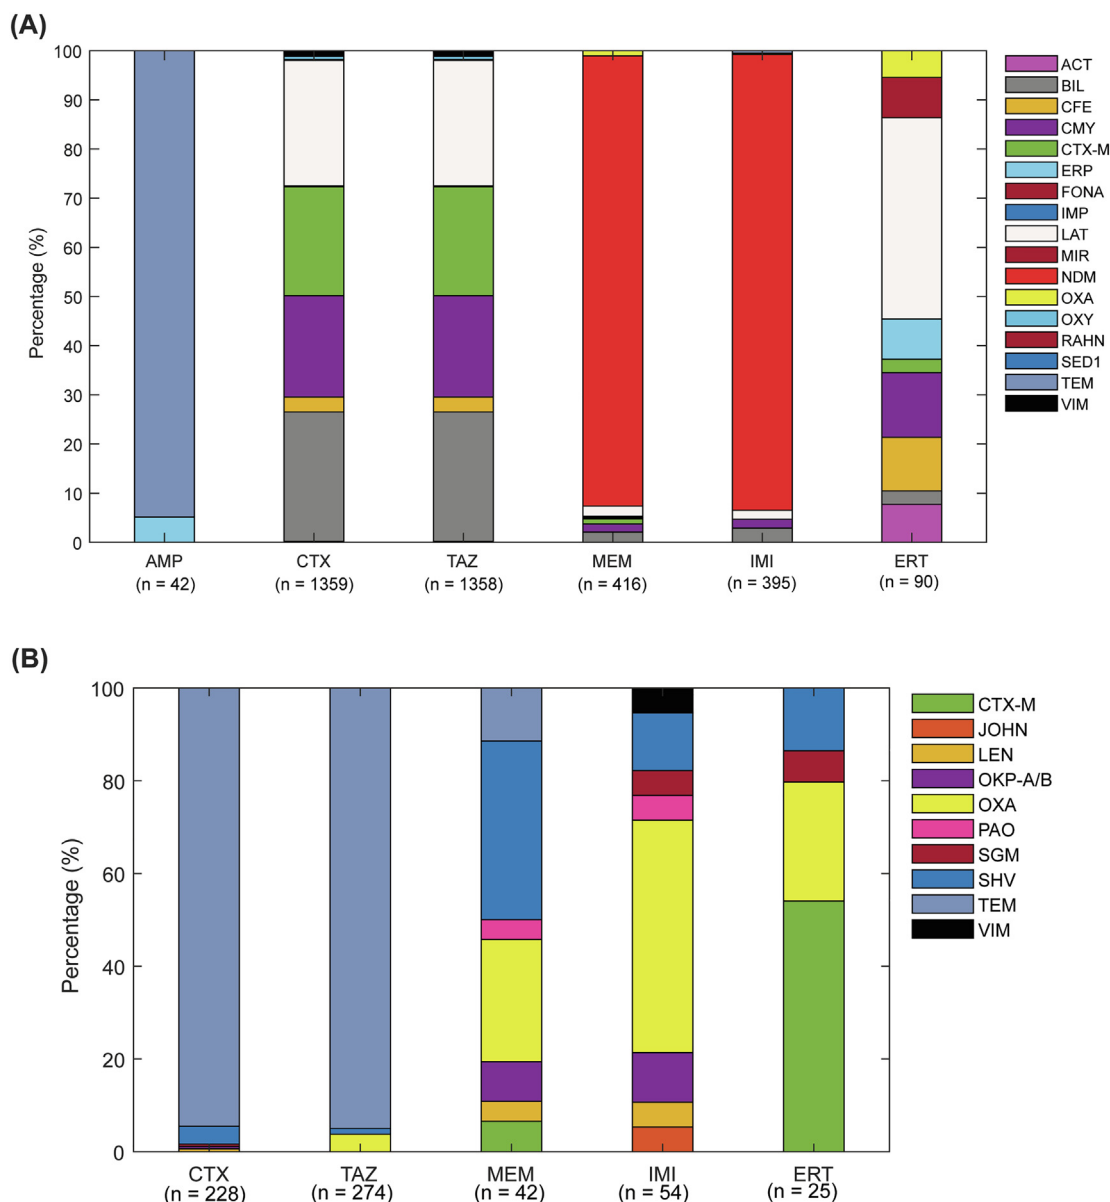 (A)
100
90
80
70
60
50
40
30
20
10
0
Percentage (%)
AMP
CTX
TAZ
MEM
IMI
ERT
(n = 42)
(n = 1359)
(n = 1358)
(n = 416)
(n = 395)
(n = 90)
ACT
BIL
CFE
CMY
CTX-M
ERP
FONA
IMP
LAT
MIR
NDM
OXA
OXY
RAHN
SED1
TEM
VIM
(B)
100
80
60
40
20
0
Percentage (%)
CTX
TAZ
MEM
IMI
ERT
(n = 228)
(n = 274)
(n = 42)
(n = 54)
(n = 25)
CTX-M
JOHN
LEN
OKP-A/B
OXA
PAO
SGM
SHV
TEM
VIM